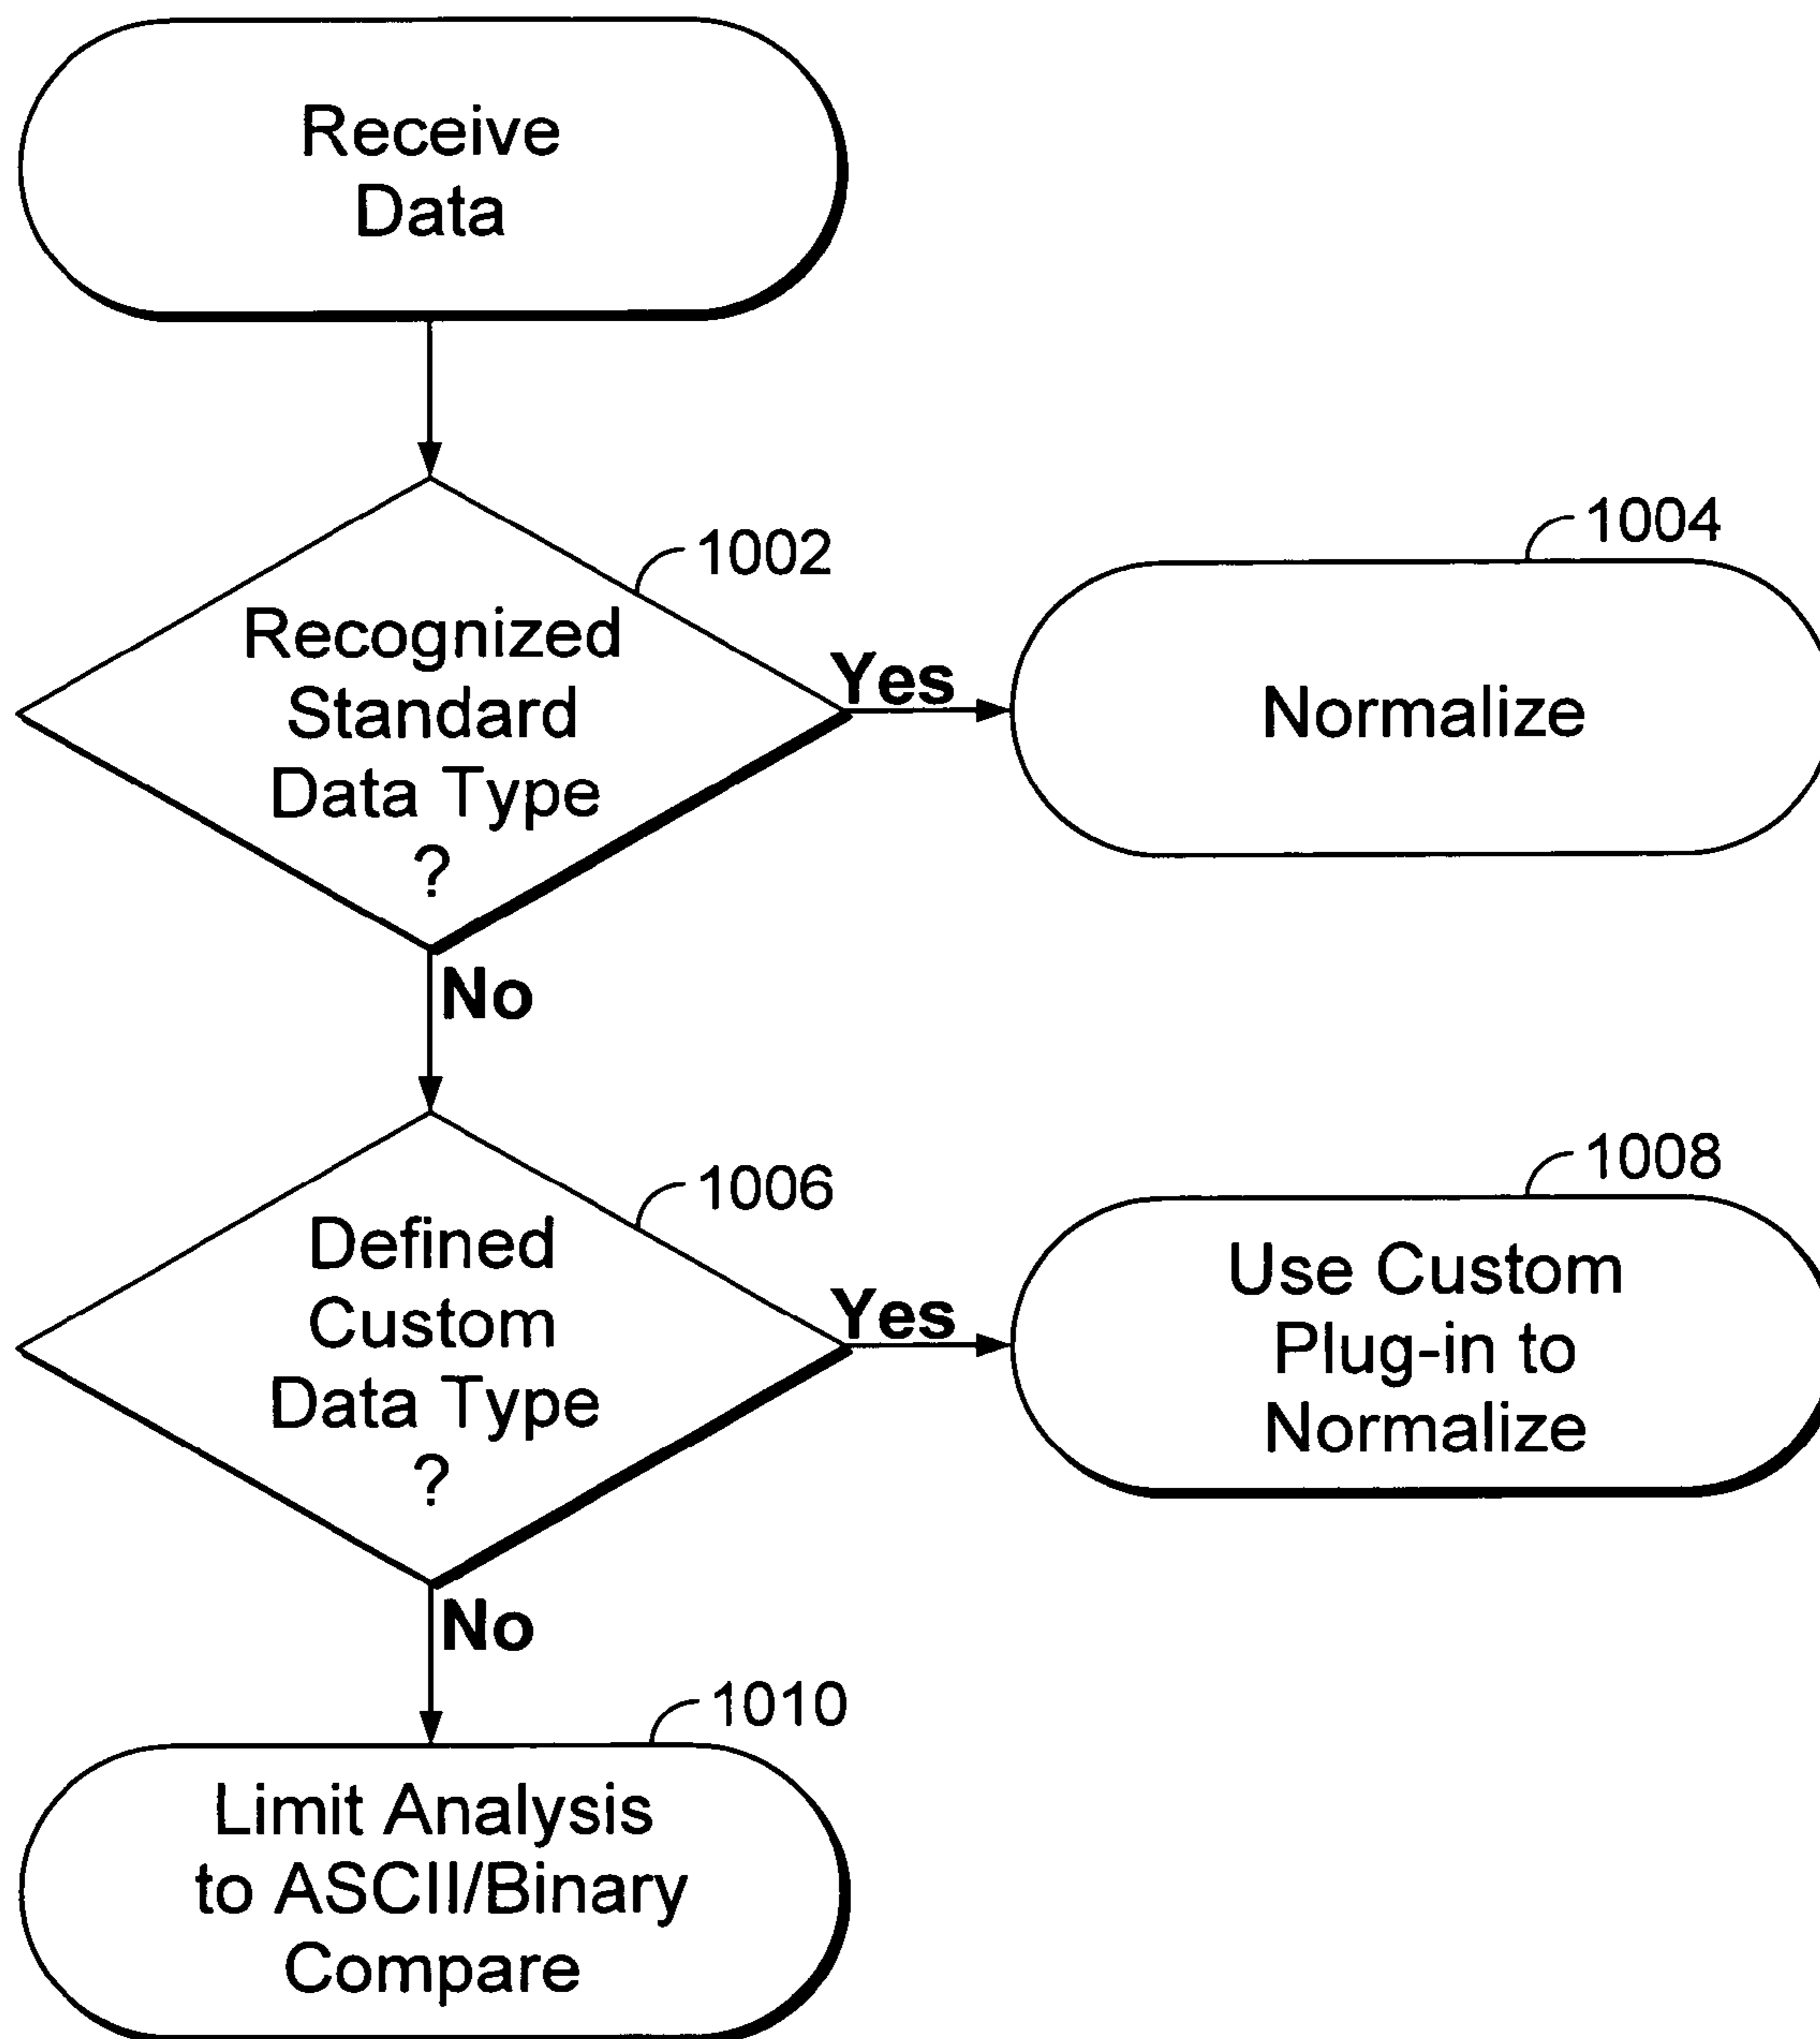 Receive
Data
1002
Recognized
Standard
Data Type
?
Yes
1004
Normalize
No
1006
Defined
Custom
Data Type
?
Yes
1008
Use Custom
Plug-in to
Normalize
No
1010
Limit Analysis
to ASCII/Binary
Compare